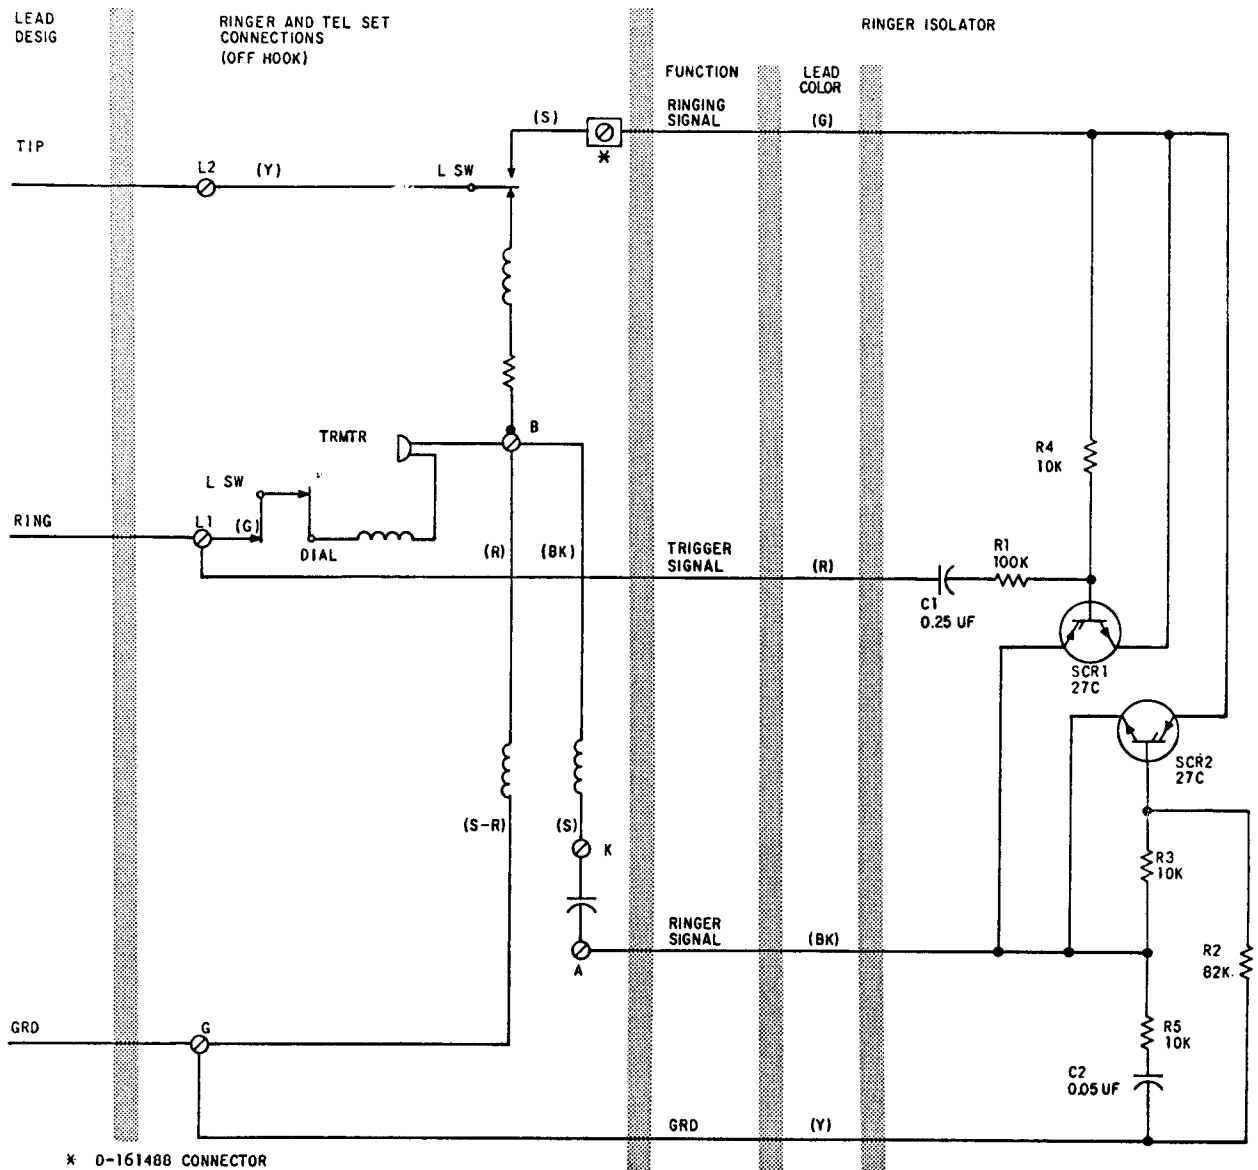 LEAD
DESIG
RINGER AND TEL SET
CONNECTIONS
(OFF HOOK)
RINGER ISOLATOR
FUNCTION
LEAD
COLOR
RINGING
SIGNAL
(G)
(S)
*
TIP
L2
(Y)
L SW
R4
10K
B
TRMTR
L SW
RING
L1
(G)
DIAL
(R)
(BK)
TRIGGER
SIGNAL
(R)
R1
100K
C1
0.25 UF
SCR1
27C
SCR2
27C
(S-R)
(S)
K
R3
10K
RINGER
SIGNAL
(BK)
A
R2
82K
GRD
G
R5
10K
C2
0.05 UF
GRD
(Y)
* D-161488 CONNECTOR